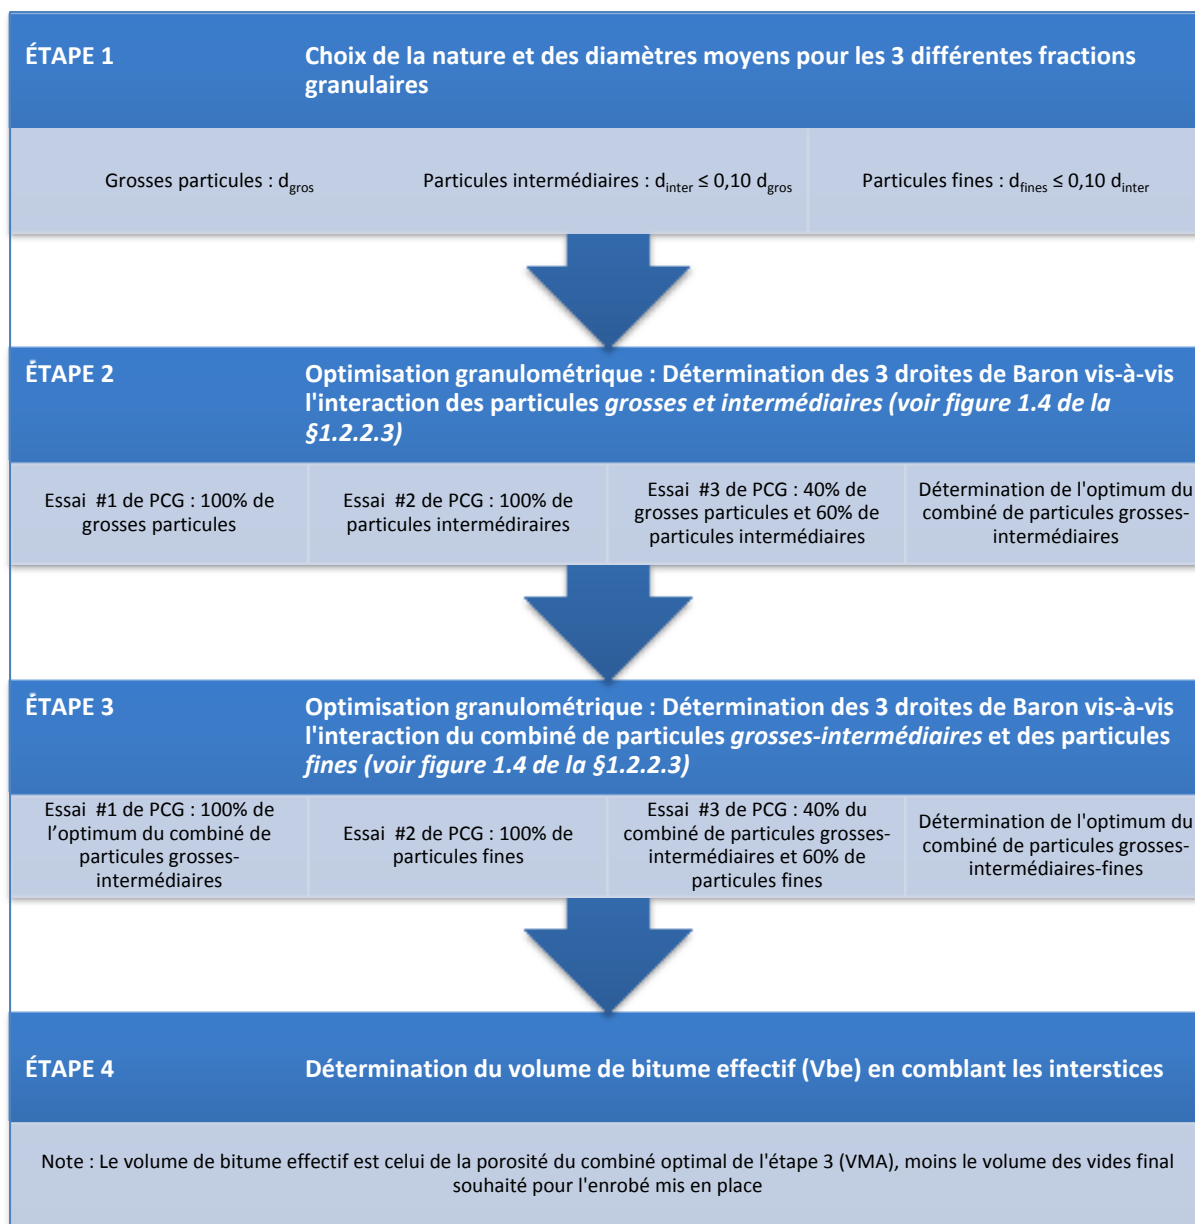 ÉTAPE 1
Choix de la nature et des diamètres moyens pour les 3 différentes fractions
granulaires
Grosses particules : d_gros
Particules intermédiaires : d_inter ≤ 0,10 d_gros
Particules fines : d_fines ≤ 0,10 d_inter
ÉTAPE 2
Optimisation granulométrique : Détermination des 3 droites de Baron vis-à-vis
l'interaction des particules grosses et intermédiaires (voir figure 1.4 de la
§1.2.2.3)
Essai #1 de PCG : 100% de
grosses particules
Essai #2 de PCG : 100% de
particules intermédiraires
Essai #3 de PCG : 40% de
grosses particules et 60% de
particules intermédiaires
Détermination de l'optimum du
combiné de particules grosses-
intermédiaires
ÉTAPE 3
Optimisation granulométrique : Détermination des 3 droites de Baron vis-à-vis
l'interaction du combiné de particules grosses-intermédiaires et des particules
fines (voir figure 1.4 de la §1.2.2.3)
Essai #1 de PCG : 100% de
l’optimum du combiné de
particules grosses-
intermédiaires
Essai #2 de PCG : 100% de
particules fines
Essai #3 de PCG : 40% du
combiné de particules grosses-
intermédiaires et 60% de
particules fines
Détermination de l'optimum du
combiné de particules grosses-
intermédiaires-fines
ÉTAPE 4
Détermination du volume de bitume effectif (Vbe) en comblant les interstices
Note : Le volume de bitume effectif est celui de la porosité du combiné optimal de l'étape 3 (VMA), moins le volume des vides final
souhaité pour l'enrobé mis en place